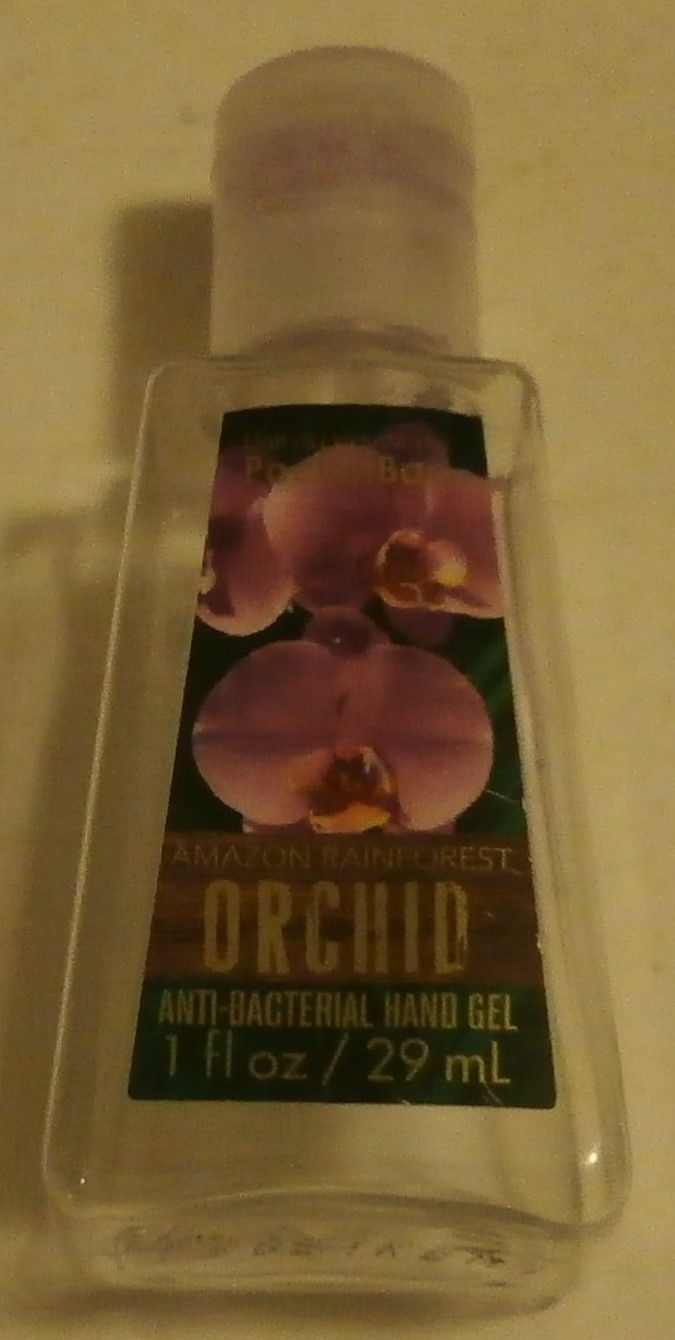 AMAZON RAINFOREST
ORCHID
ANTI-BACTERIAL HAND GEL
1 fl oz / 29 mL